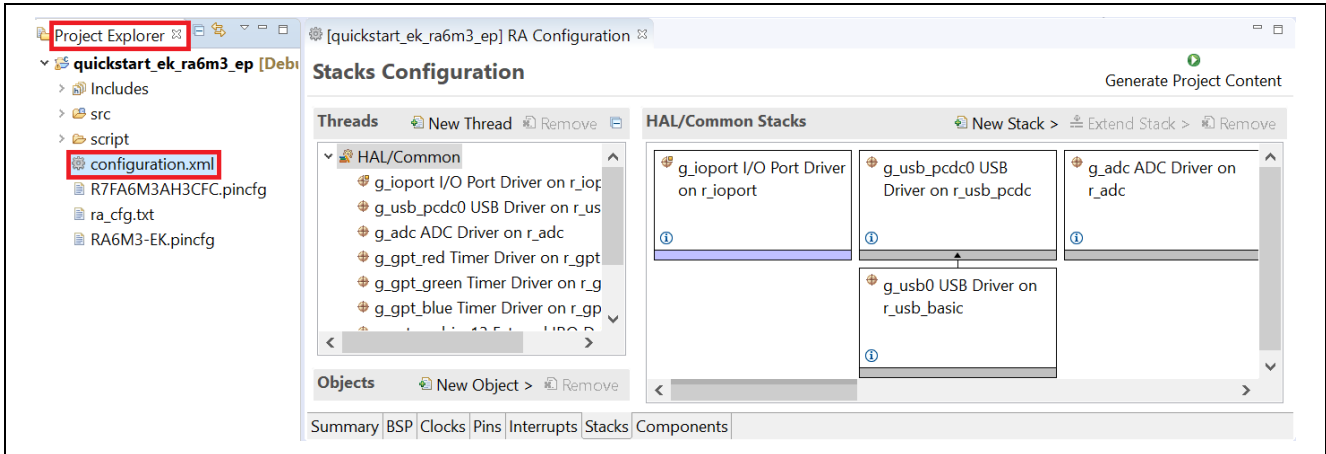 Project Explorer
quickstart_ek_ra6m3_ep [Debu
Includes
src
script
configuration.xml
R7FA6M3AH3CFC.pincfg
ra_cfg.txt
RA6M3-EK.pincfg
[quickstart_ek_ra6m3_ep] RA Configuration
Stacks Configuration
Generate Project Content
Threads
New Thread
Remove
HAL/Common
g_ioport I/O Port Driver on r_iop
g_usb_pcdc0 USB Driver on r_us
g_adc ADC Driver on r_adc
g_gpt_red Timer Driver on r_gpt
g_gpt_green Timer Driver on r_g
g_gpt_blue Timer Driver on r_gp
Objects
New Object >
Remove
HAL/Common Stacks
New Stack >
Extend Stack >
Remove
g_ioport I/O Port Driver
on r_ioport
g_usb_pcdc0 USB
Driver on r_usb_pcdc
g_adc ADC Driver on
r_adc
g_usb0 USB Driver on
r_usb_basic
Summary BSP Clocks Pins Interrupts Stacks Components